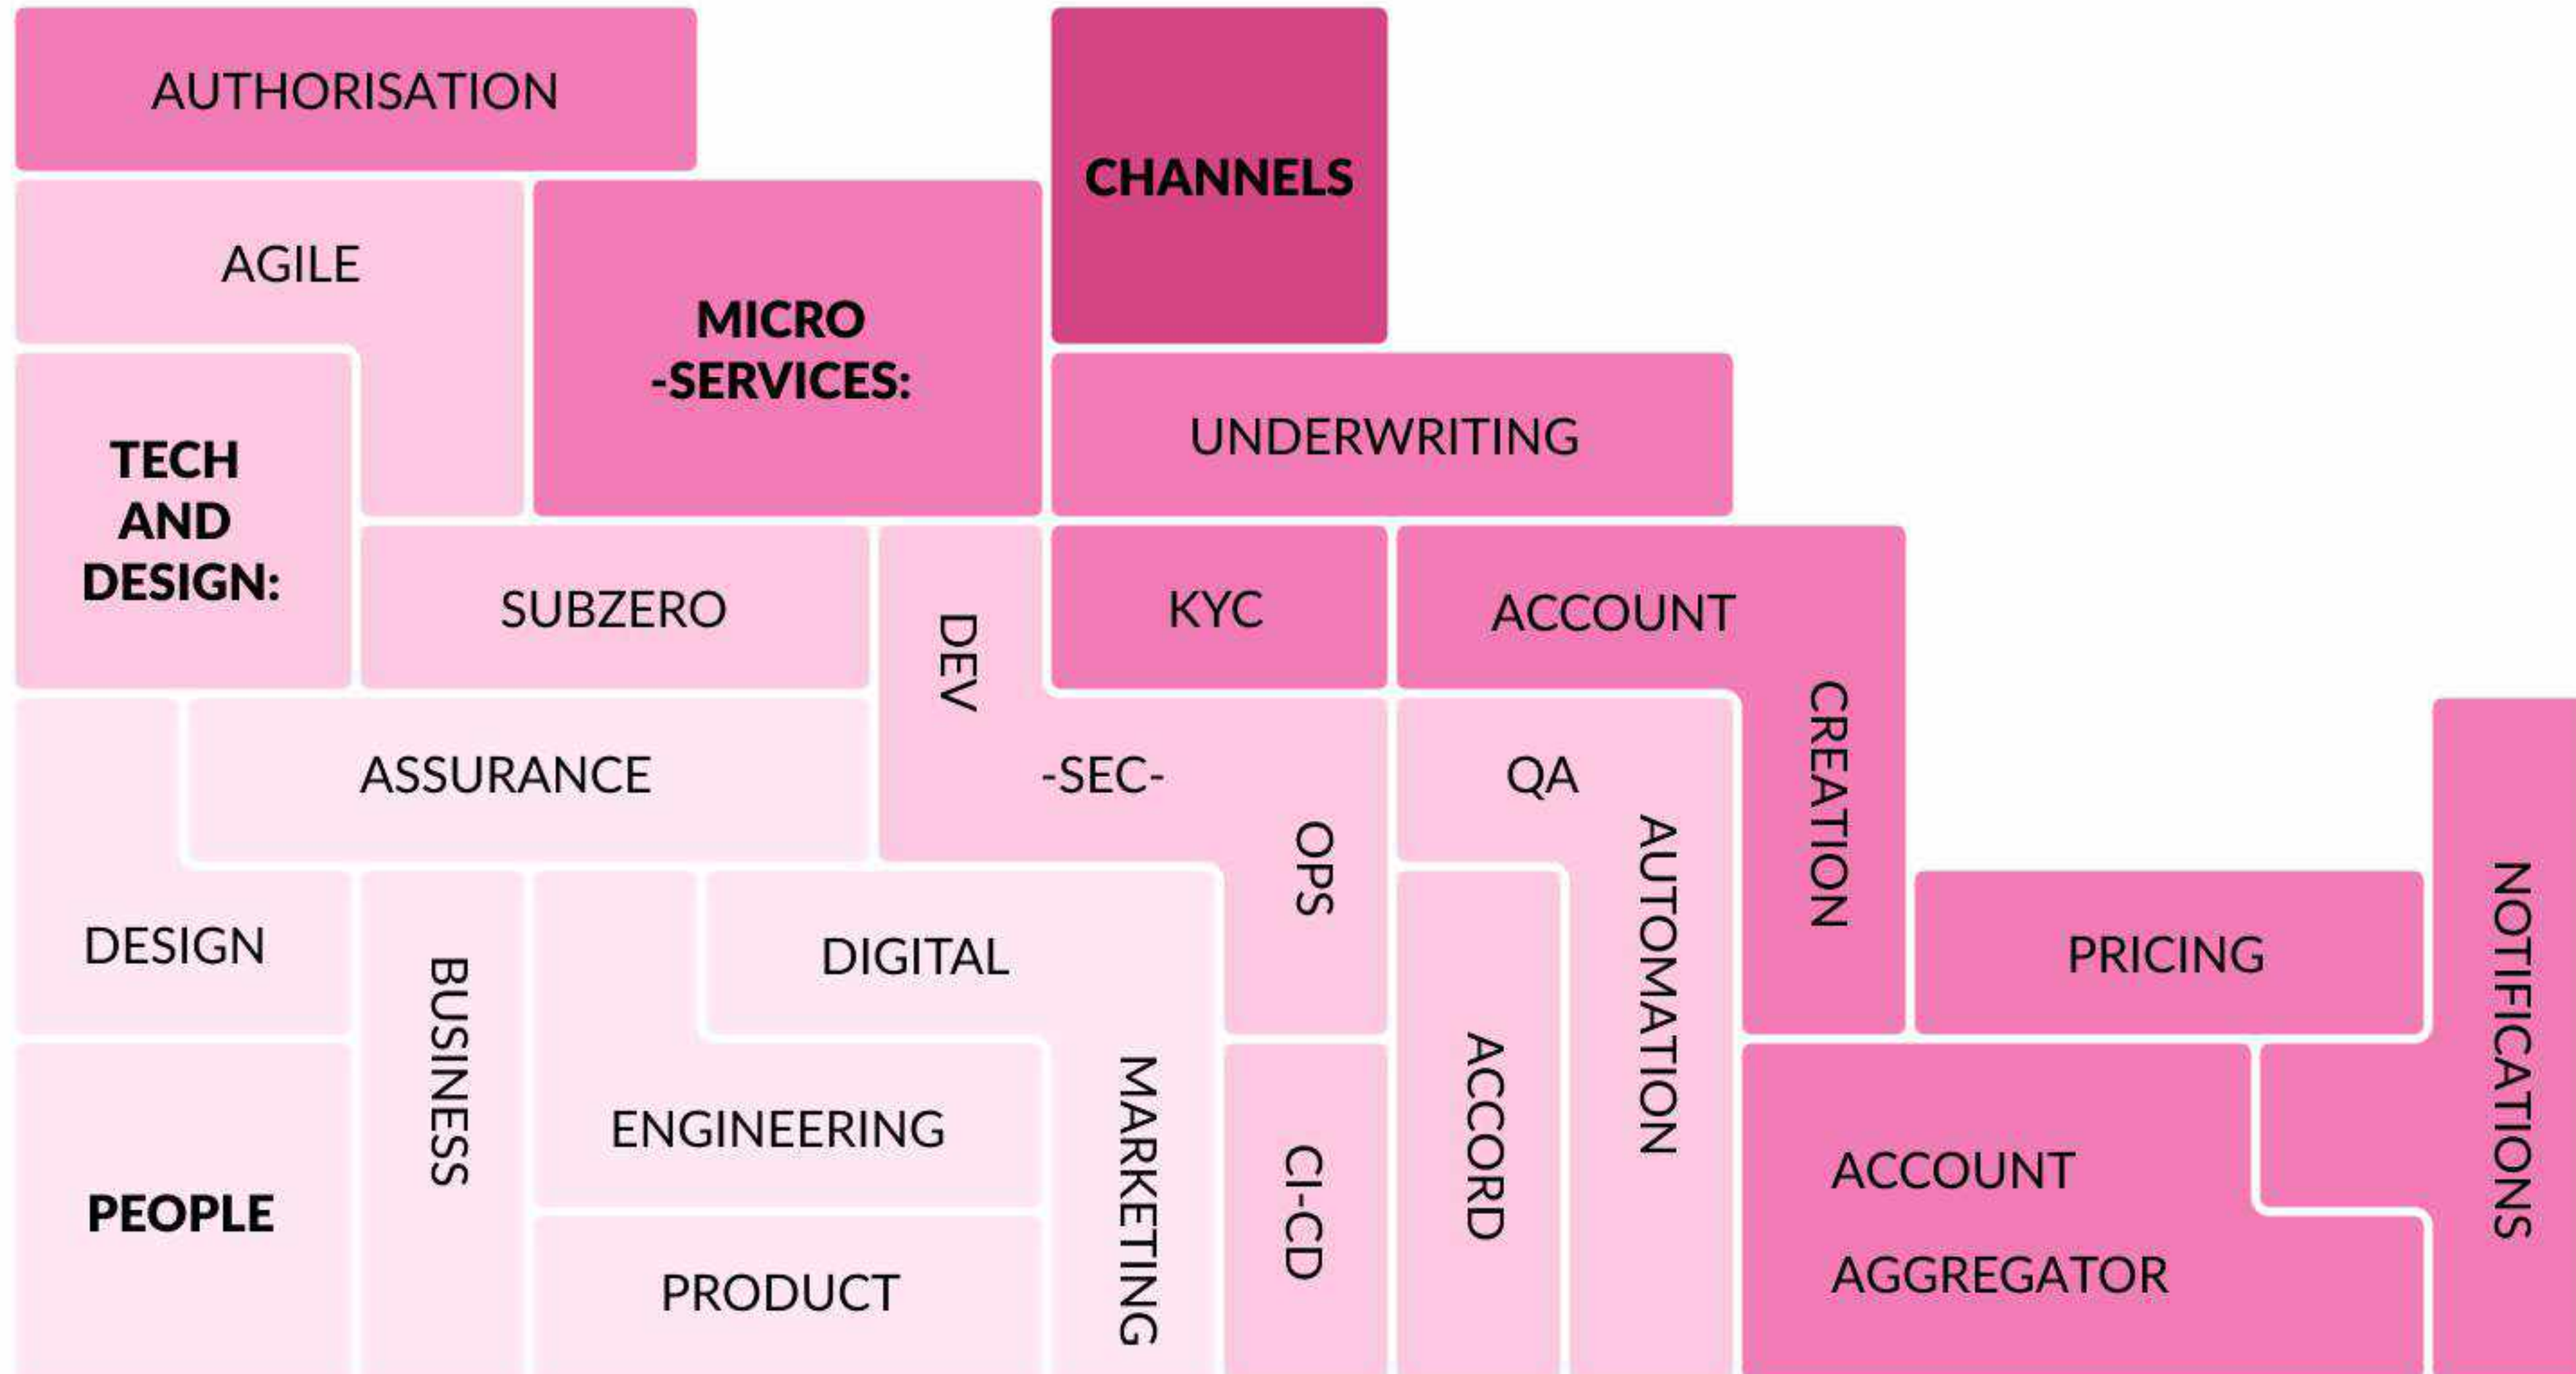 AUTHORISATION
CHANNELS
AGILE
MICRO
-SERVICES:
TECH
AND
DESIGN:
UNDERWRITING
SUBZERO
DEV
-SEC-
OPS
KYC
ACCOUNT
CREATION
ASSURANCE
QA
AUTOMATION
DESIGN
BUSINESS
DIGITAL
MARKETING
ACCORD
PRICING
NOTIFICATIONS
PEOPLE
ENGINEERING
PRODUCT
CI-CD
ACCOUNT
AGGREGATOR